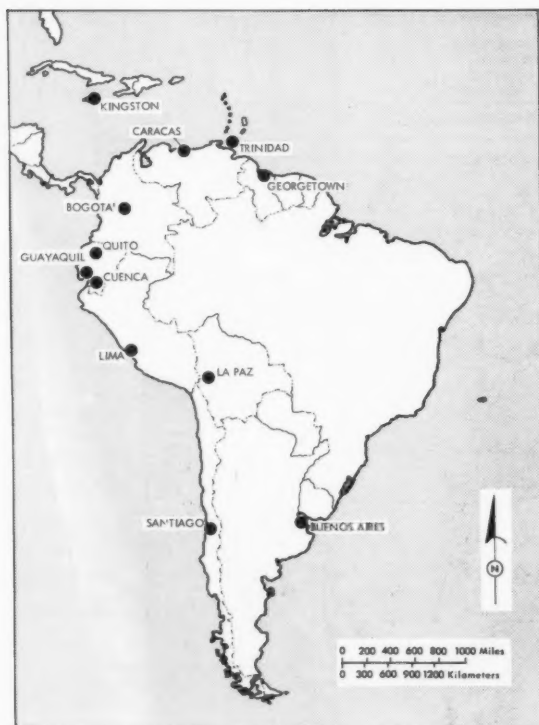 KINGSTON
CARACAS
TRINIDAD
GEORGETOWN
BOGOTA'
QUITO
GUAYAQUIL
CUENCA
LIMA
LA PAZ
SANTIAGO
BUENOS AIRES
N
0 200 400 600 800 1000 Miles
0 300 600 900 1200 Kilometers